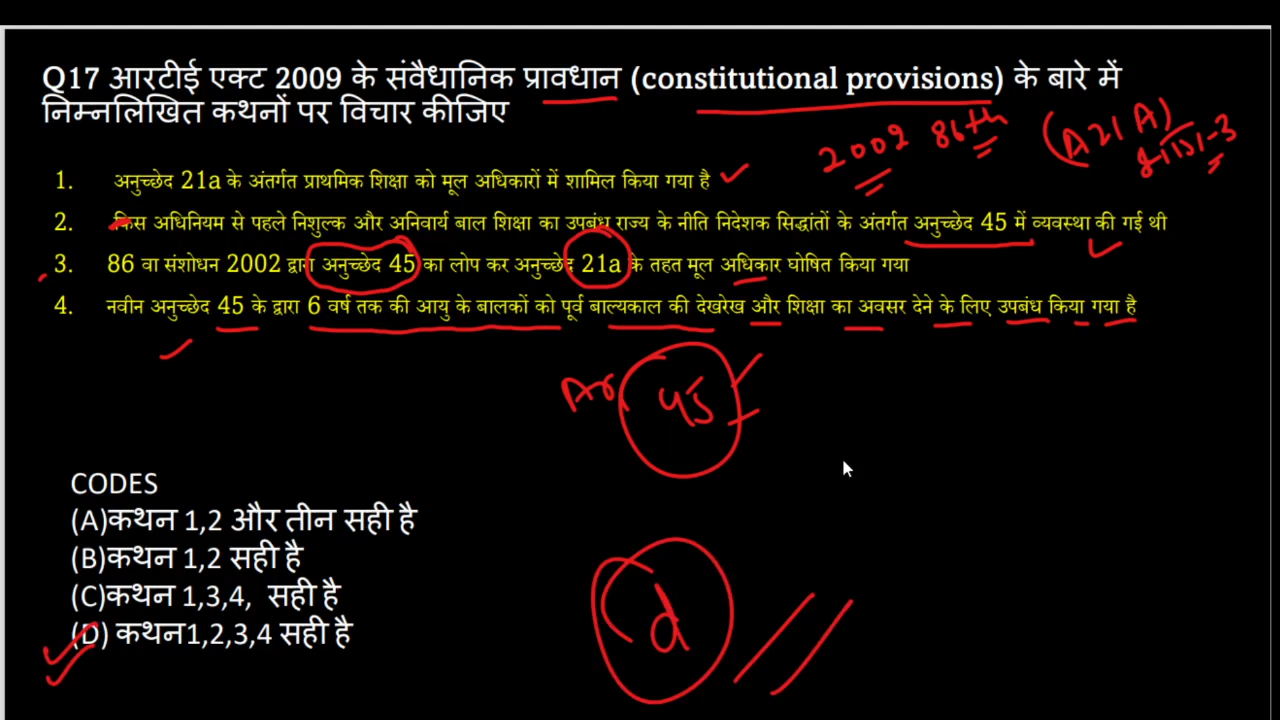 Q17 आरटीई एक्ट 2009 के संवैधानिक प्रावधान (constitutional provisions) के बारे में
निम्नलिखित कथनों पर विचार कीजिए
2002 86th (A21A)
1. अनुच्छेद 21a के अंतर्गत प्राथमिक शिक्षा को मूल अधिकारों में शामिल किया गया है
2. किस अधिनियम से पहले निशुल्क और अनिवार्य बाल शिक्षा का उपबंध राज्य के नीति निदेशक सिद्धांतों के अंतर्गत अनुच्छेद 45 में व्यवस्था की गई थी
3. 86 वा संशोधन 2002 द्वारा अनुच्छेद 45 का लोप कर अनुच्छेद 21a के तहत मूल अधिकार घोषित किया गया
4. नवीन अनुच्छेद 45 के द्वारा 6 वर्ष तक की आयु के बालकों को पूर्व बाल्यकाल की देखरेख और शिक्षा का अवसर देने के लिए उपबंध किया गया है
45
CODES
(A)कथन 1,2 और तीन सही है
(B)कथन 1,2 सही है
(C)कथन 1,3,4, सही है
(D) कथन1,2,3,4 सही है
d